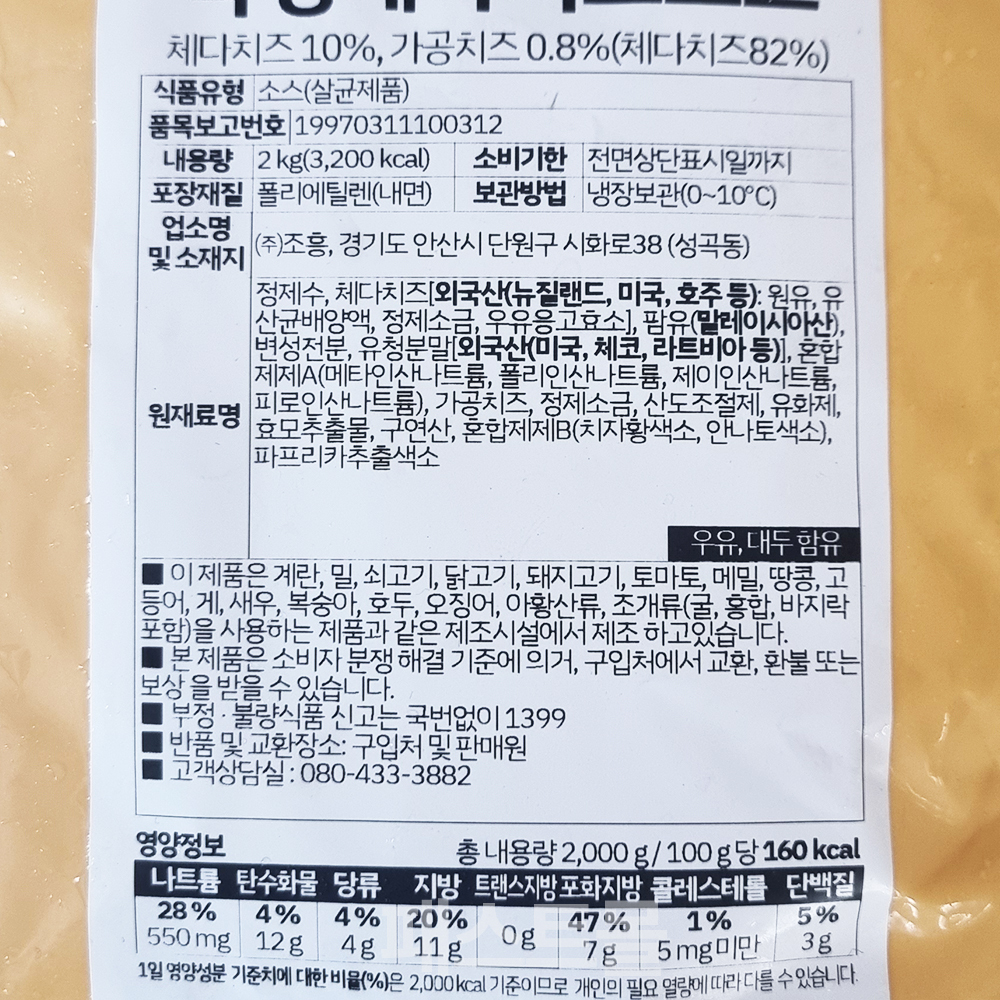 체다치즈 10%, 가공치즈 0.8%(체다치즈82%)
식품유형 소스(살균제품)
품목보고번호 19970311100312
내용량 2 kg(3,200 kcal) 소비기한 전면상단표시일까지
포장재질 폴리에틸렌(내면) 보관방법 냉장보관(0~10℃)
업소명
및 소재지 ㈜조흥, 경기도 안산시 단원구 시화로38 (성곡동)
원재료명
정제수, 체다치즈[외국산(뉴질랜드, 미국, 호주 등): 원유, 유
산균배양액, 정제소금, 우유응고효소], 팜유(말레이시아산),
변성전분, 유청분말[외국산(미국, 체코, 라트비아 등)], 혼합
제제A(메타인산나트륨, 폴리인산나트륨, 제이인산나트륨,
피로인산나트륨), 가공치즈, 정제소금, 산도조절제, 유화제,
효모추출물, 구연산, 혼합제제B(치자황색소, 안나토색소),
파프리카추출색소
우유, 대두 함유
■ 이 제품은 계란, 밀, 쇠고기, 닭고기, 돼지고기, 토마토, 메밀, 땅콩, 고
등어, 게, 새우, 복숭아, 호두, 오징어, 아황산류, 조개류(굴, 홍합, 바지락
포함)을 사용하는 제품과 같은 제조시설에서 제조 하고있습니다.
■ 본 제품은 소비자 분쟁 해결 기준에 의거, 구입처에서 교환, 환불 또는
보상 을 받을 수 있습니다.
■ 부정 · 불량식품 신고는 국번없이 1399
■ 반품 및 교환장소: 구입처 및 판매원
■ 고객상담실 : 080-433-3882
영양정보 총 내용량 2,000 g / 100 g당 160 kcal
나트륨 탄수화물 당류 지방 트랜스지방 포화지방 콜레스테롤 단백질
28% 4% 4% 20% 47% 1% 5%
550 mg 12 g 4 g 11 g 0 g 7 g 5 mg미만 3 g
1일 영양성분 기준치에 대한 비율(%)은 2,000 kcal 기준이므로 개인의 필요 열량에 따라 다를 수 있습니다.